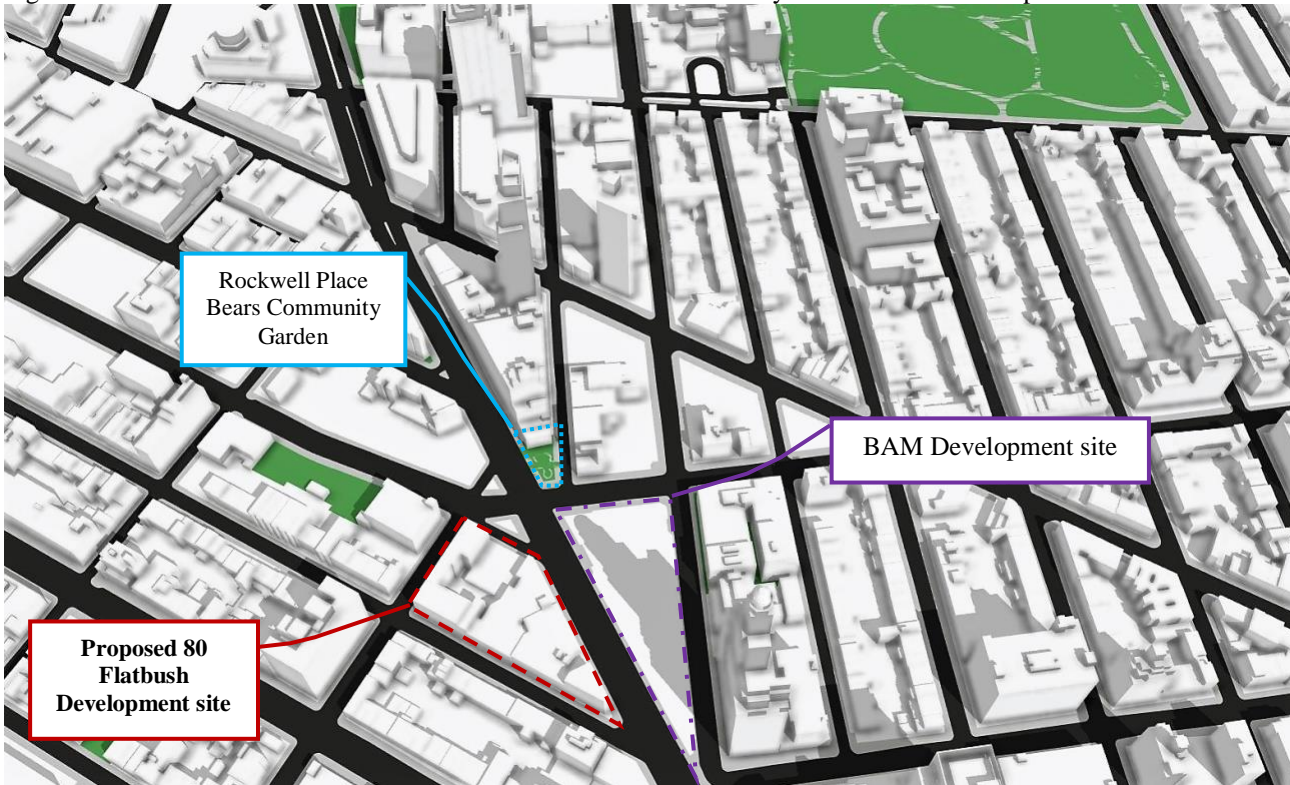 Rockwell Place
Bears Community
Garden
BAM Development site
Proposed 80
Flatbush
Development site